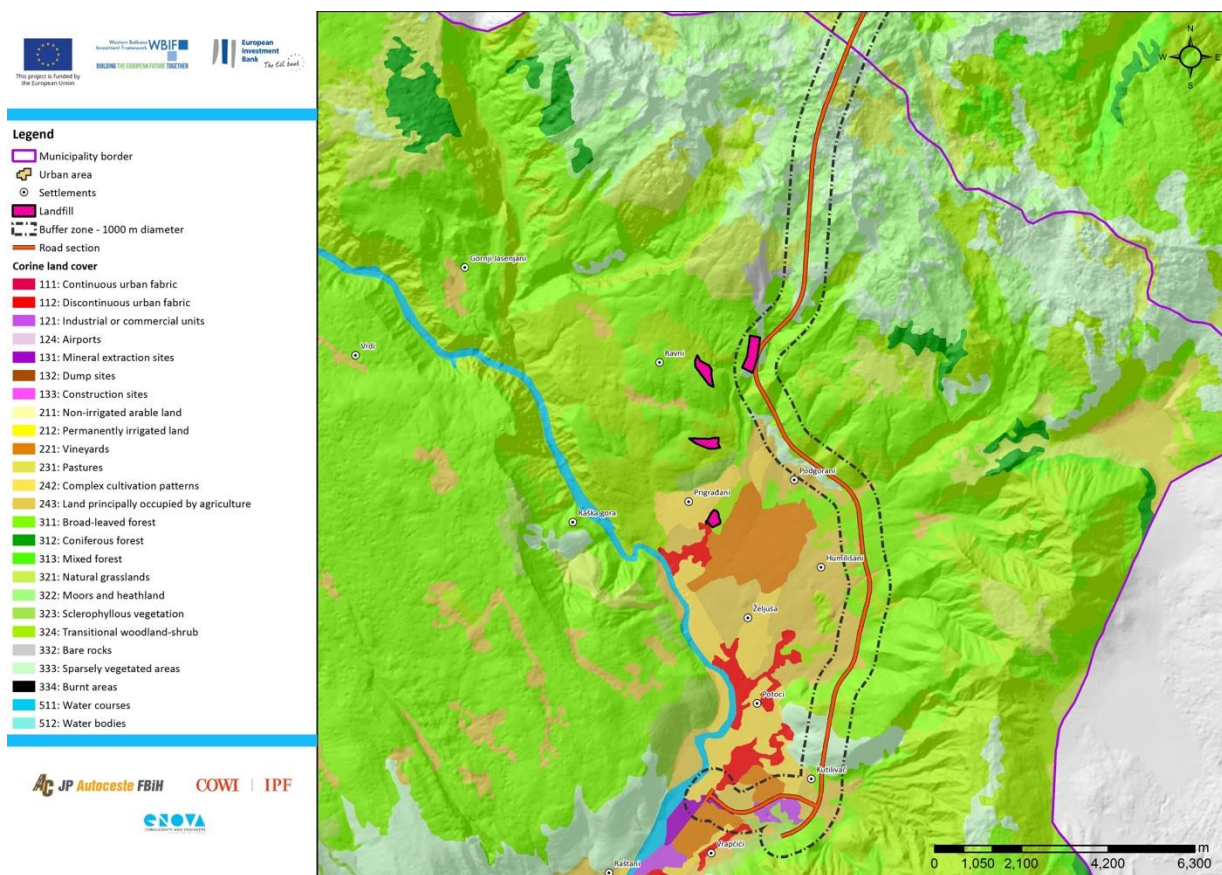 This project is funded by
the European Union
Western Balkans
Investment Framework WBIF
BUILDING THE EUROPEAN FUTURE TOGETHER
European
Investment
Bank
The EIB bank
Legend
Municipality border
Urban area
Settlements
Landfill
Buffer zone - 1000 m diameter
Road section
Corine land cover
111: Continuous urban fabric
112: Discontinuous urban fabric
121: Industrial or commercial units
124: Airports
131: Mineral extraction sites
132: Dump sites
133: Construction sites
211: Non-irrigated arable land
212: Permanently irrigated land
221: Vineyards
231: Pastures
242: Complex cultivation patterns
243: Land principally occupied by agriculture
311: Broad-leaved forest
312: Coniferous forest
313: Mixed forest
321: Natural grasslands
322: Moors and heathland
323: Sclerophyllous vegetation
324: Transitional woodland-shrub
332: Bare rocks
333: Sparsely vegetated areas
334: Burnt areas
511: Water courses
512: Water bodies
AC JP Autoceste FBiH
COWI | IPF
eNOVA
CONSULTANTS AND ENGINEERS
N
W E
S
Gornji Jasenjani
Vrdi
Ravni
Podgorani
Prigrađani
Raška gora
Humilišani
Željuša
Potoci
Kutilivač
Vrapčići
Raštani
m
0 1,050 2,100 4,200 6,300